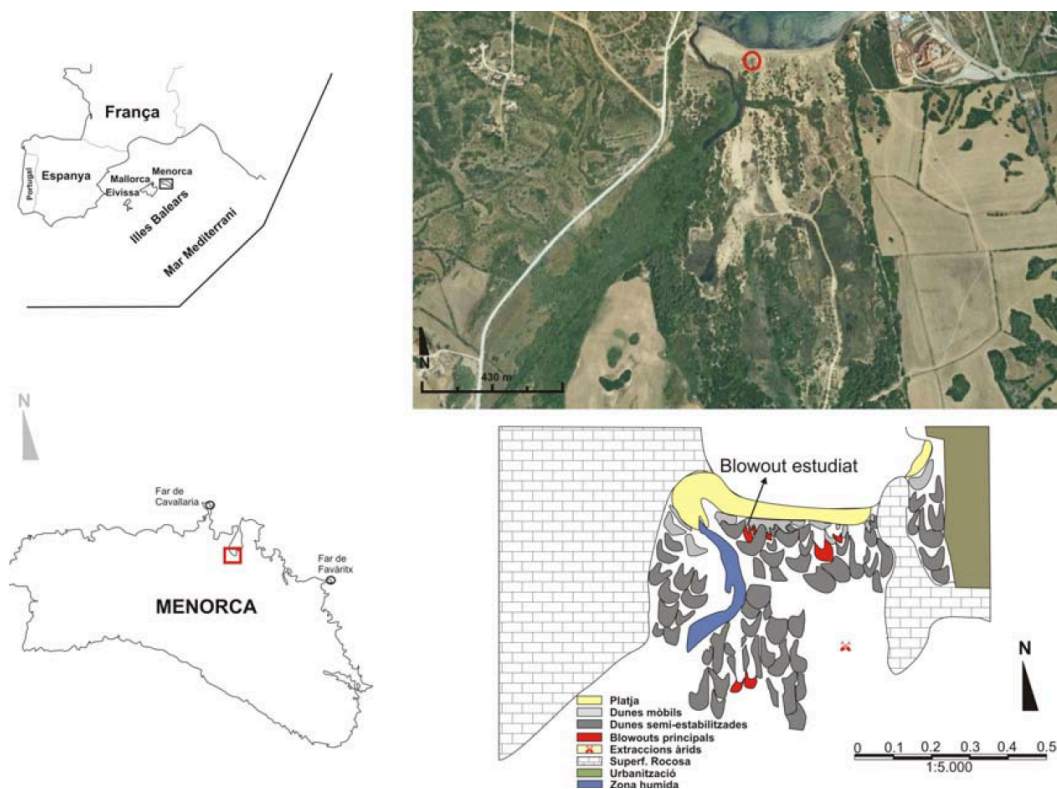 França
Espanya
Portugal
Mallorca
Menorca
Eivissa
Illes Balears
Mar Mediterrani
N
430 m
N
Far de
Cavallaria
Far de
Favàritx
MENORCA
Blowout estudiat
N
Platja
Dunes mòbils
Dunes semi-estabilitzades
Blowouts principals
Extraccions àrids
Superf. Rocosa
Urbanització
Zona humida
0 0.1 0.2 0.3 0.4 0.5
1:5.000